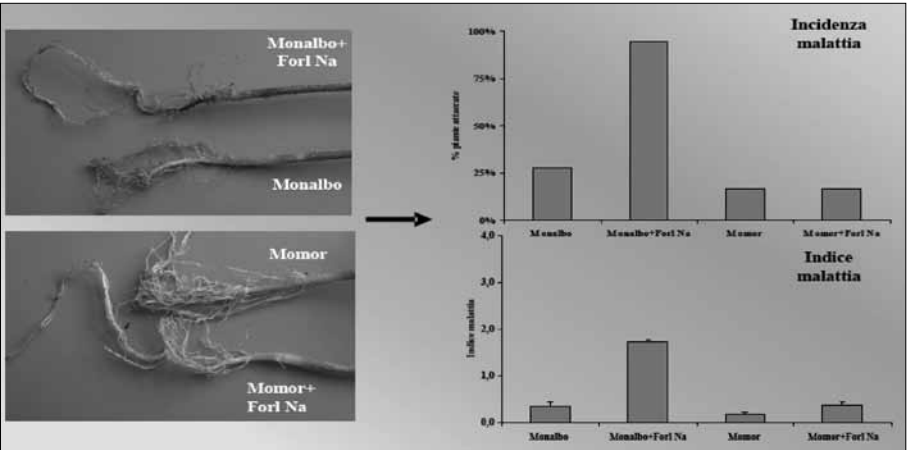 Monalbo+
Forl Na
Monalbo
Momor
Momor+
Forl Na
Incidenza
malattia
% piante attaccate
100%
75%
50%
25%
0%
Monalbo
Monalbo+Forl Na
Momor
Momor+Forl Na
Indice
malattia
Indice malattia
4,0
3,0
2,0
1,0
0,0
Monalbo
Monalbo+Forl Na
Momor
Momor+Forl Na